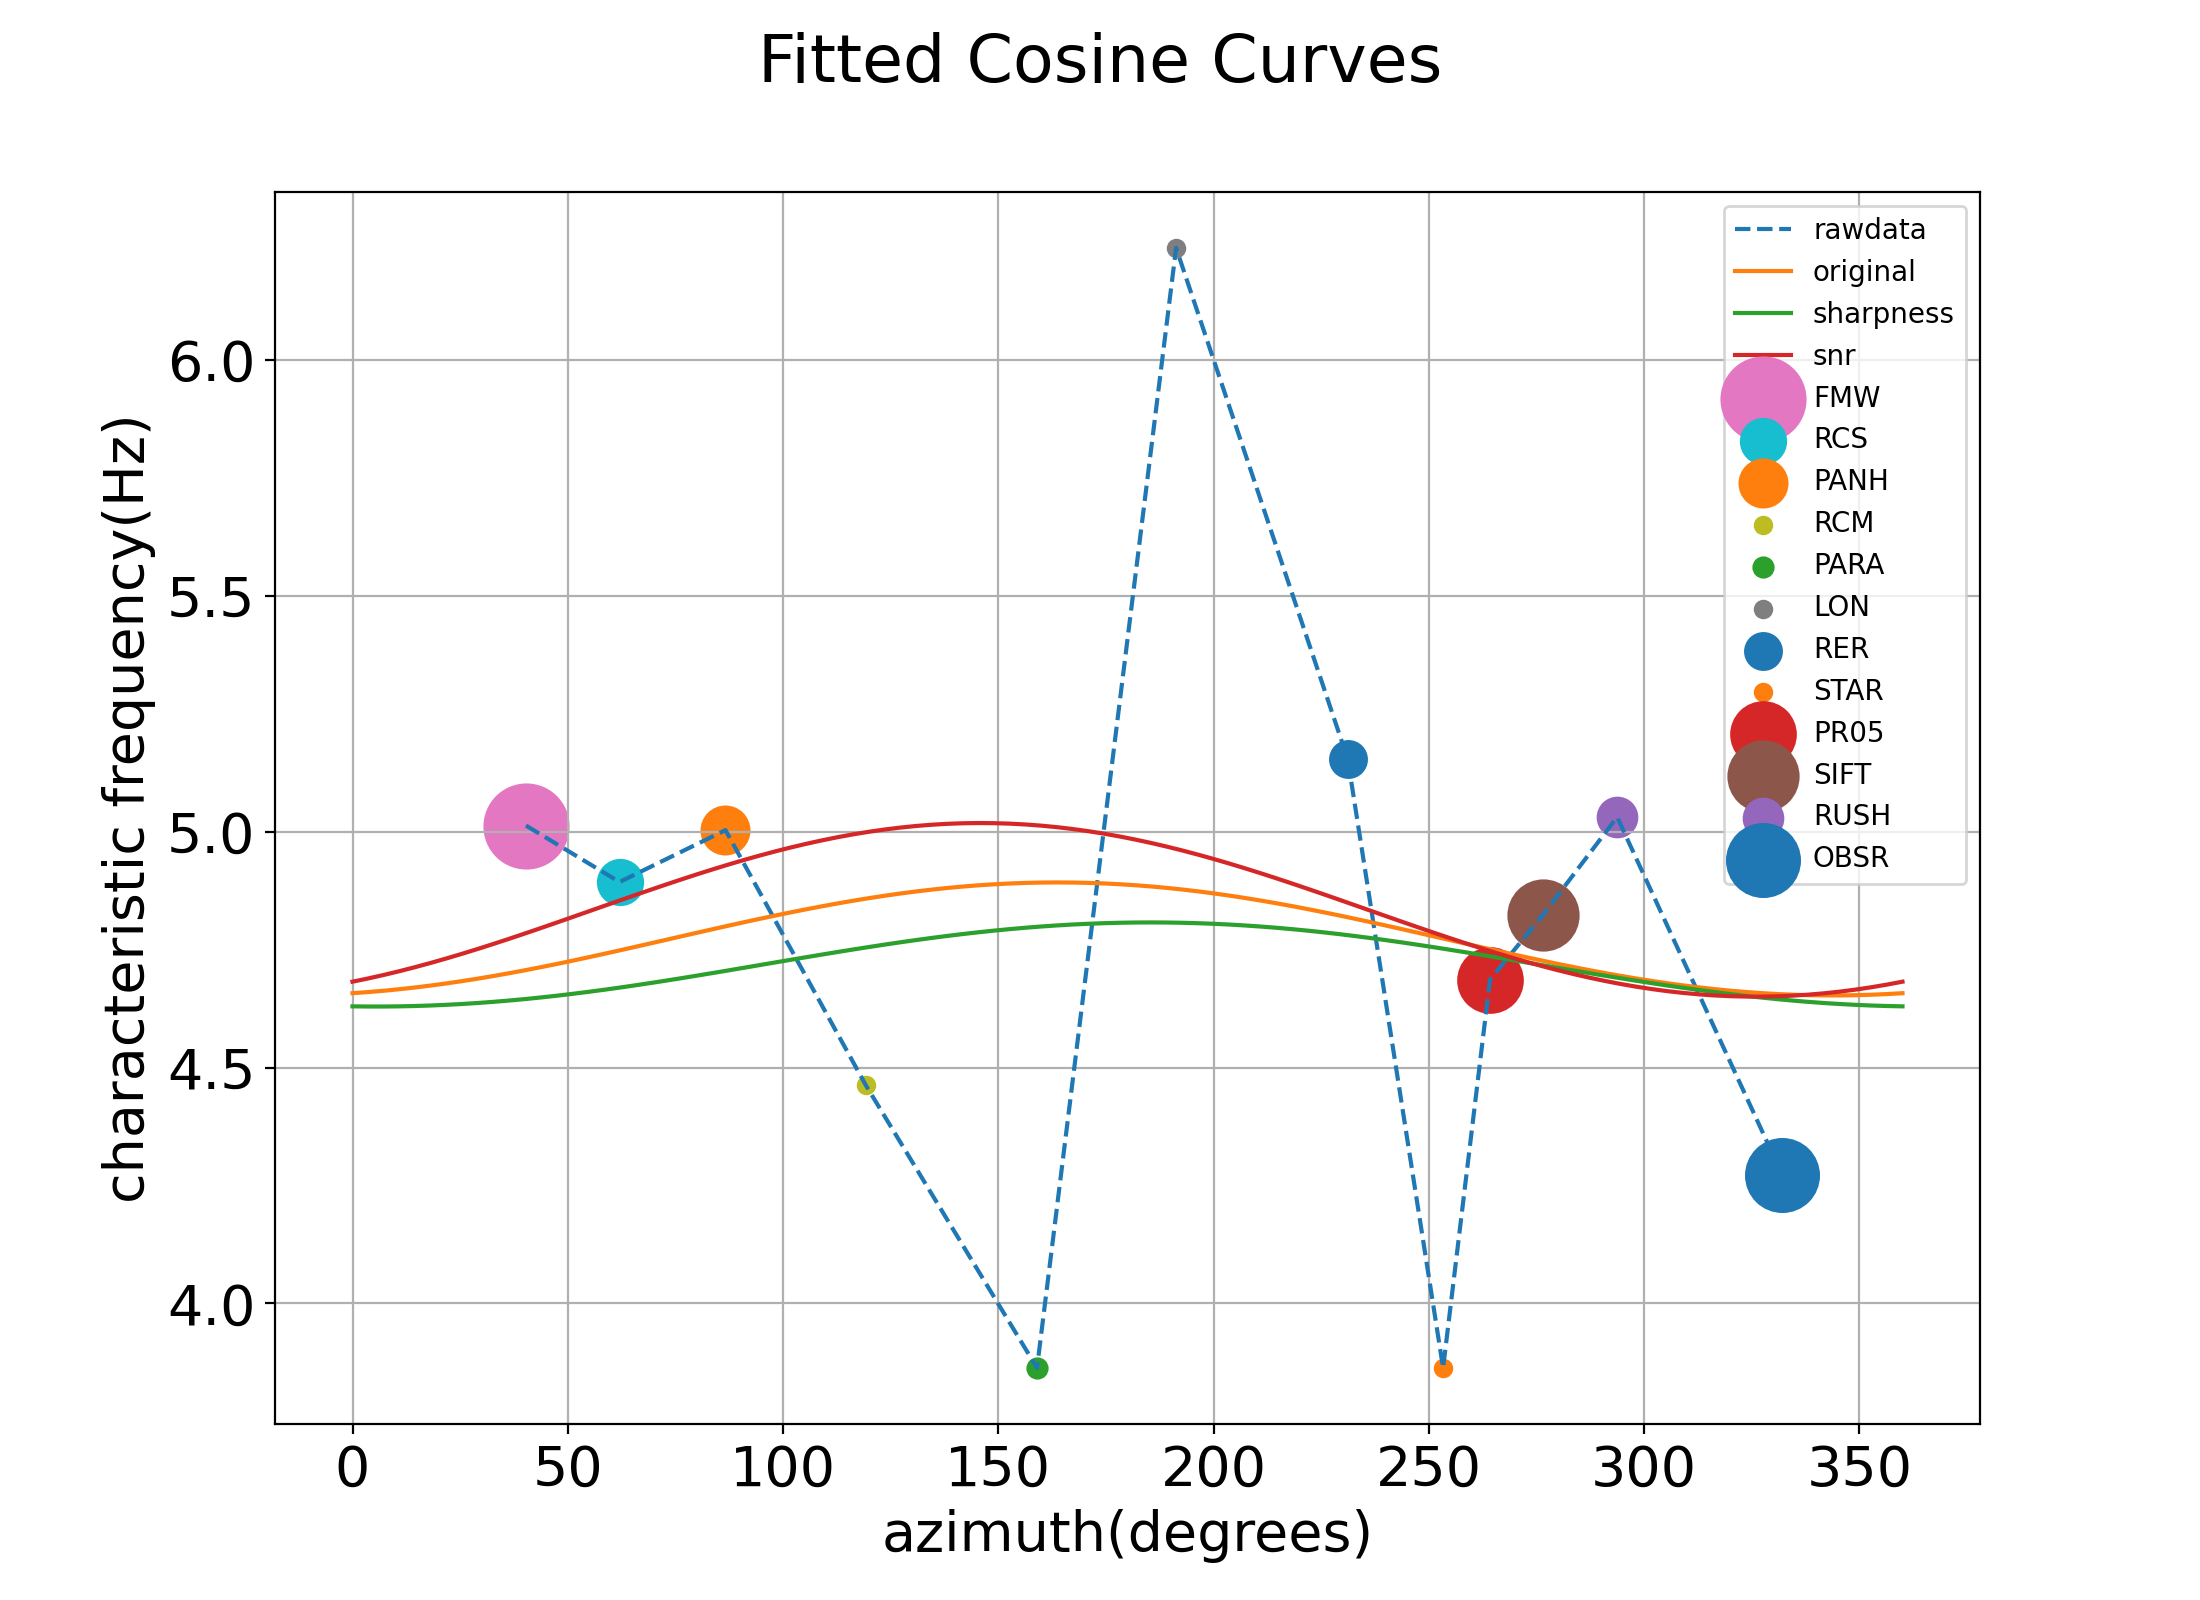 Fitted Cosine Curves
characteristic frequency(Hz)
6.0
5.5
5.0
4.5
4.0
rawdata
original
sharpness
snr
FMW
RCS
PANH
RCM
PARA
LON
RER
STAR
PR05
SIFT
RUSH
OBSR
0 50 100 150 200 250 300 350
azimuth(degrees)